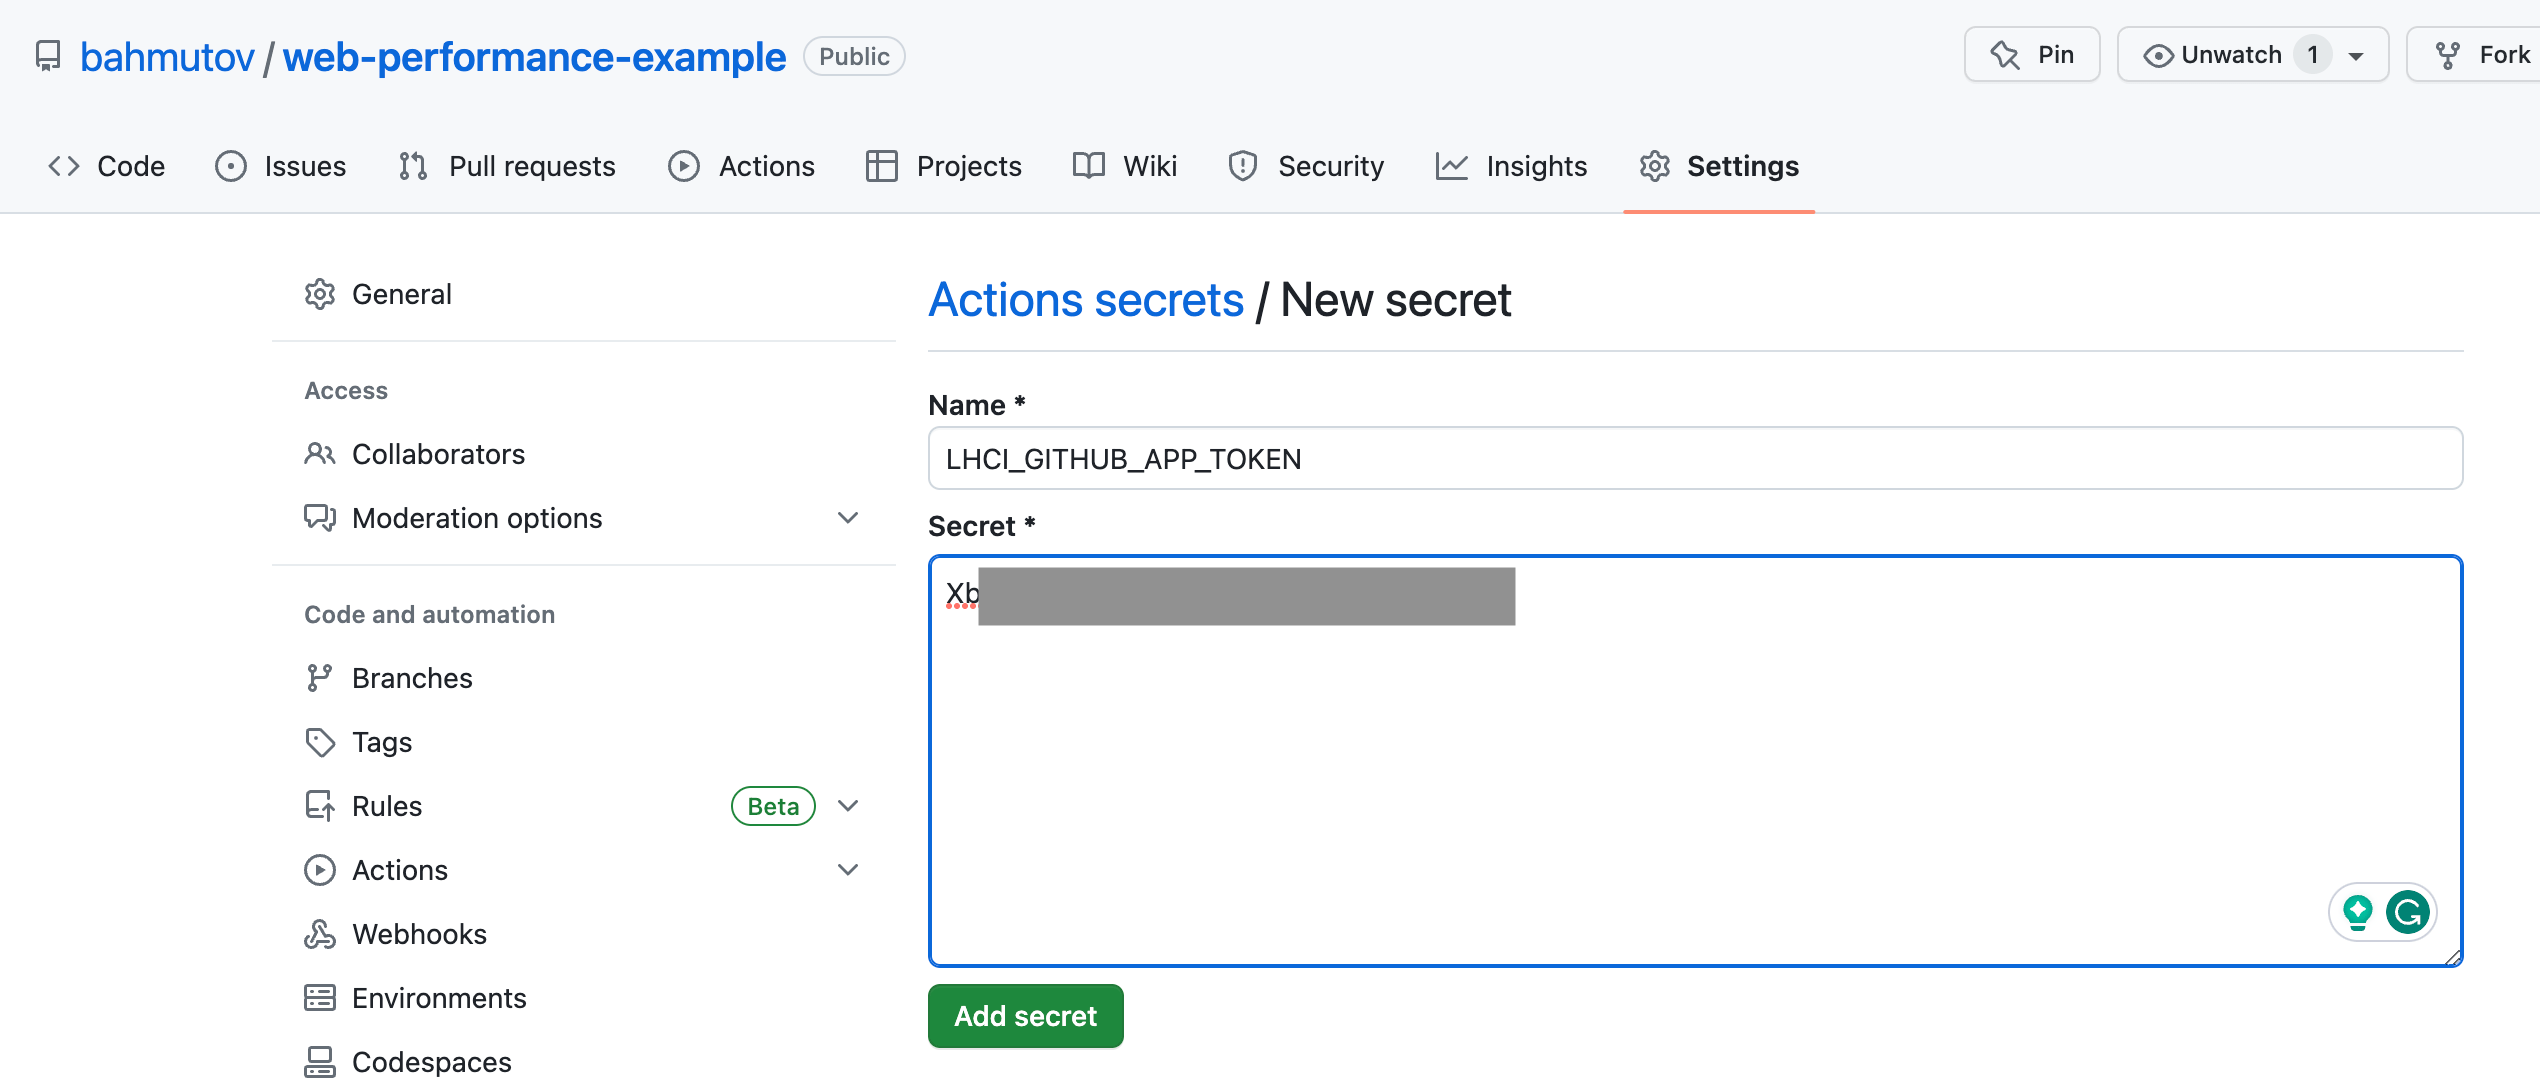 bahmutov / web-performance-example Public Pin Unwatch 1 Fork
Code Issues Pull requests Actions Projects Wiki Security Insights Settings
General
Access
Collaborators
Moderation options
Code and automation
Branches
Tags
Rules Beta
Actions
Webhooks
Environments
Codespaces
Actions secrets / New secret
Name *
LHCI_GITHUB_APP_TOKEN
Secret *
Xb
Add secret